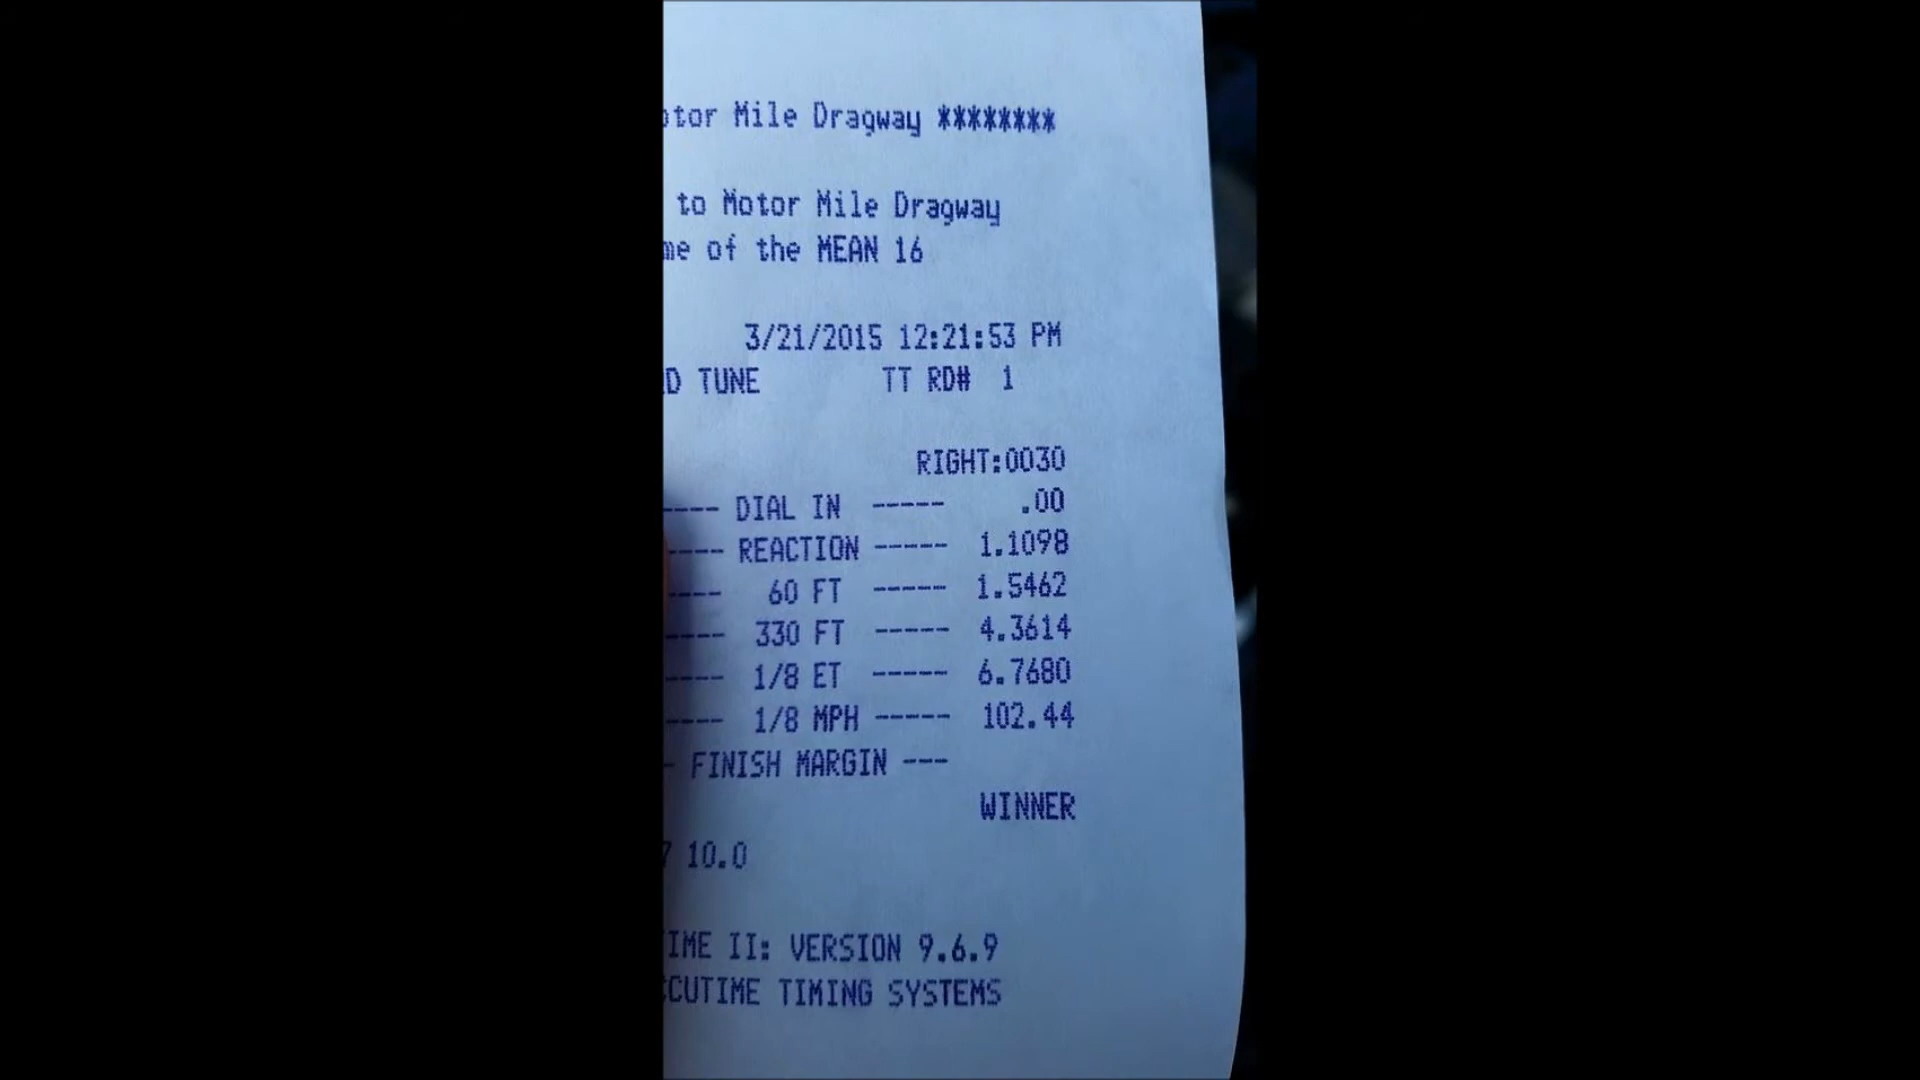 otor Mile Dragway ********
to Motor Mile Dragway
me of the MEAN 16
3/21/2015 12:21:53 PM
D TUNE TT RD# 1
RIGHT:0030
---- DIAL IN ----- .00
---- REACTION ----- 1.1098
---- 60 FT ----- 1.5462
---- 330 FT ----- 4.3614
---- 1/8 ET ----- 6.7680
---- 1/8 MPH ----- 102.44
- FINISH MARGIN ---
WINNER
10.0
IME II: VERSION 9.6.9
CUTIME TIMING SYSTEMS